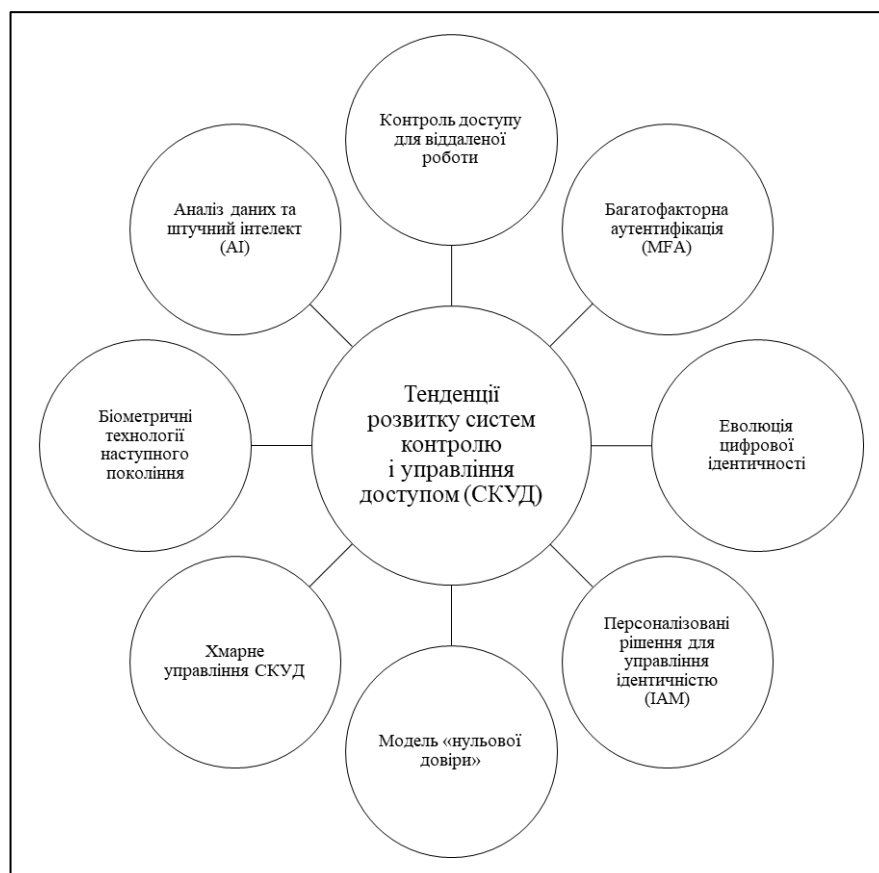 Контроль доступу
для віддаленої
роботи
Багатофакторна
аутентифікація
(MFA)
Еволюція
цифрової
ідентичності
Персоналізовані
рішення для
управління
ідентичністю
(IAM)
Модель «нульової
довіри»
Хмарне
управління СКУД
Біометричні
технології
наступного
покоління
Аналіз даних та
штучний інтелект
(AI)
Тенденції
розвитку систем
контролю
і управління
доступом (СКУД)